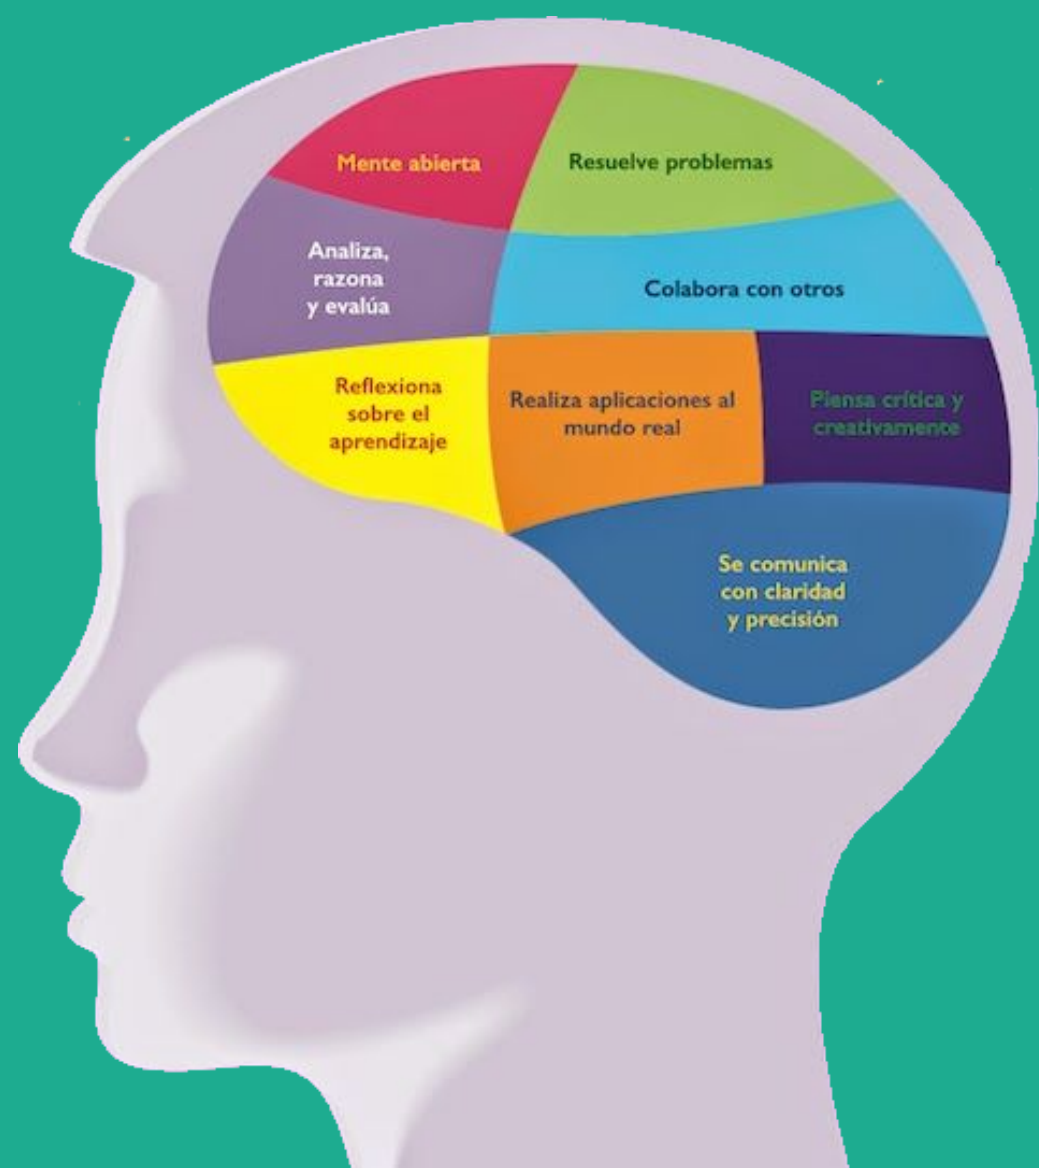 Mente abierta
Resuelve problemas
Analiza,
razona
y evalúa
Colabora con otros
Reflexiona
sobre el
aprendizaje
Realiza aplicaciones al
mundo real
Piensa crítica y
creativamente
Se comunica
con claridad
y precisión